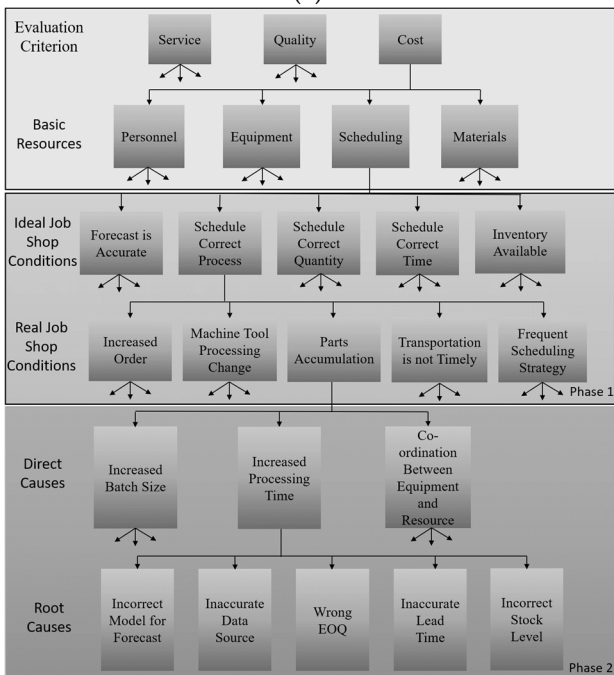 Evaluation
Criterion
Service
Quality
Cost
Basic
Resources
Personnel
Equipment
Scheduling
Materials
Ideal Job
Shop
Conditions
Forecast is
Accurate
Schedule
Correct
Process
Schedule
Correct
Quantity
Schedule
Correct
Time
Inventory
Available
Real Job
Shop
Conditions
Increased
Order
Machine Tool
Processing
Change
Parts
Accumulation
Transportation
is not Timely
Frequent
Scheduling
Strategy
Phase 1
Direct
Causes
Increased
Batch Size
Increased
Processing
Time
Co-
ordination
Between
Equipment
and
Resource
Root
Causes
Incorrect
Model for
Forecast
Inaccurate
Data
Source
Wrong
EOQ
Inaccurate
Lead
Time
Incorrect
Stock
Level
Phase 2